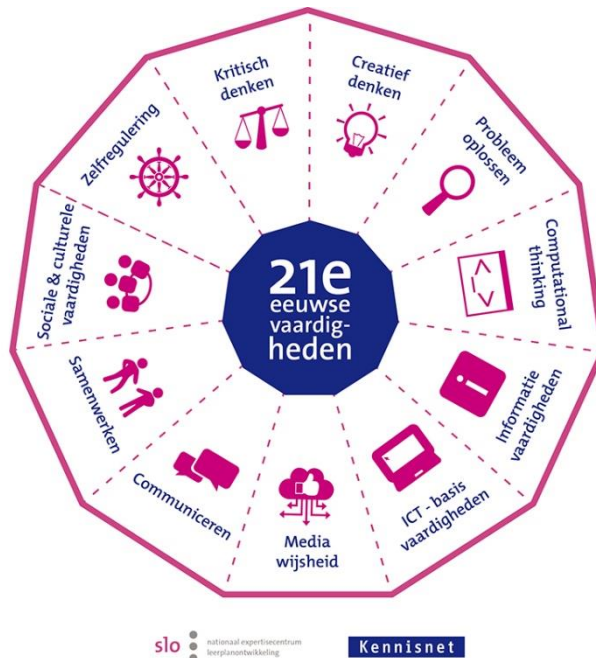 21e
eeuwse
vaardig-
heden
Kritisch
denken
Creatief
denken
Probleem
oplossen
Computational
thinking
Informatie
vaardigheden
ICT - basis
vaardigheden
Media
wijsheid
Communiceren
Samenwerken
Sociale & culturele
vaardigheden
Zelfregulering
slo
nationaal expertisecentrum
leerplanontwikkeling
Kennisnet